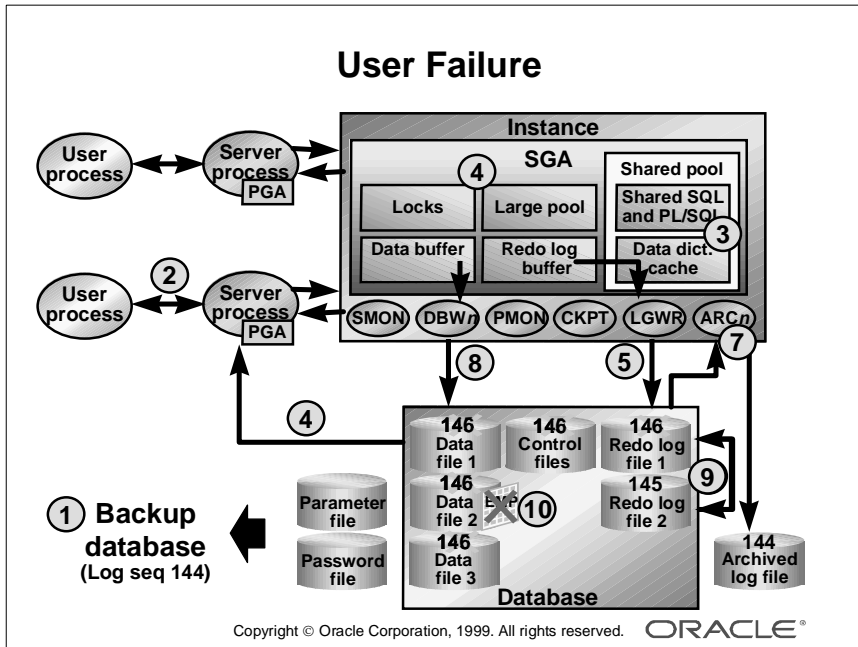 User Failure
Instance
SGA
Shared pool
User
process
Server
process
PGA
4
Locks
Large pool
Shared SQL
and PL/SQL
3
Data buffer
Redo log
buffer
Data dict.
cache
2
User
process
Server
process
PGA
SMON
DBWn
PMON
CKPT
LGWR
ARCn
7
8
5
4
146
Data
file 1
146
Control
files
146
Redo log
file 1
9
1
Backup
database
(Log seq 144)
Parameter
file
Password
file
146
Data
file 2
EMP
10
145
Redo log
file 2
146
Data
file 3
144
Archived
log file
Database
Copyright © Oracle Corporation, 1999. All rights reserved.
ORACLE®